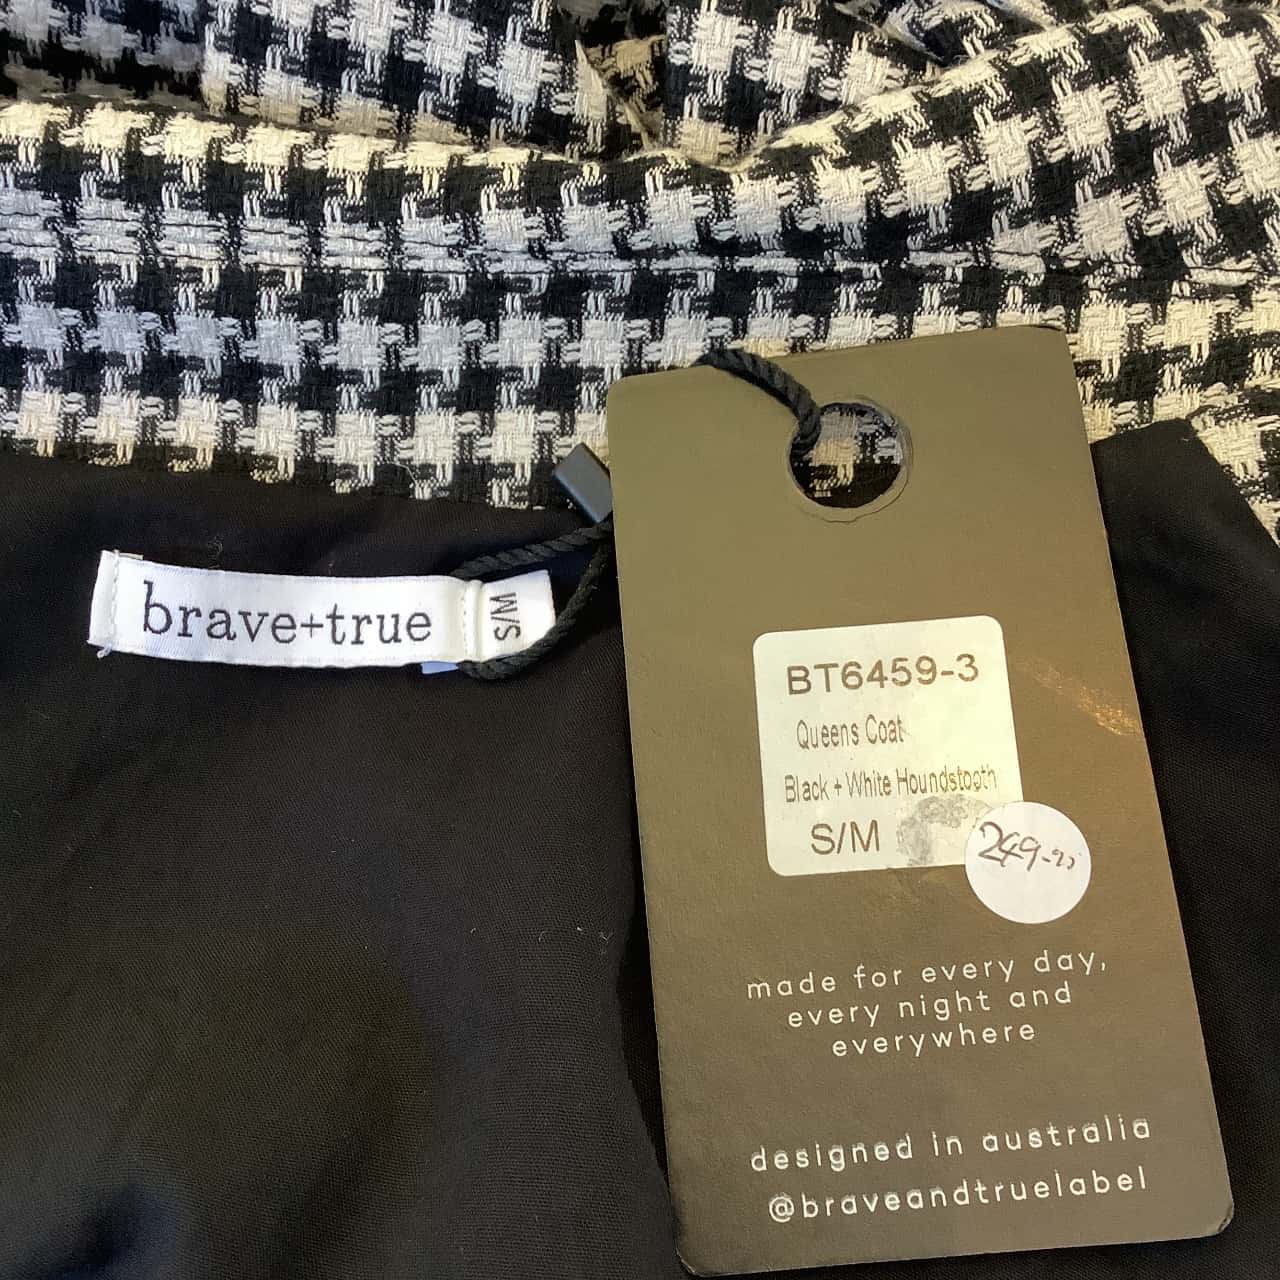 brave+true
S/M
BT6459-3
Queens Coat
Black + White Houndstooth
S/M
249.95
made for every day,
every night and
everywhere
designed in australia
@braveandtruelabel